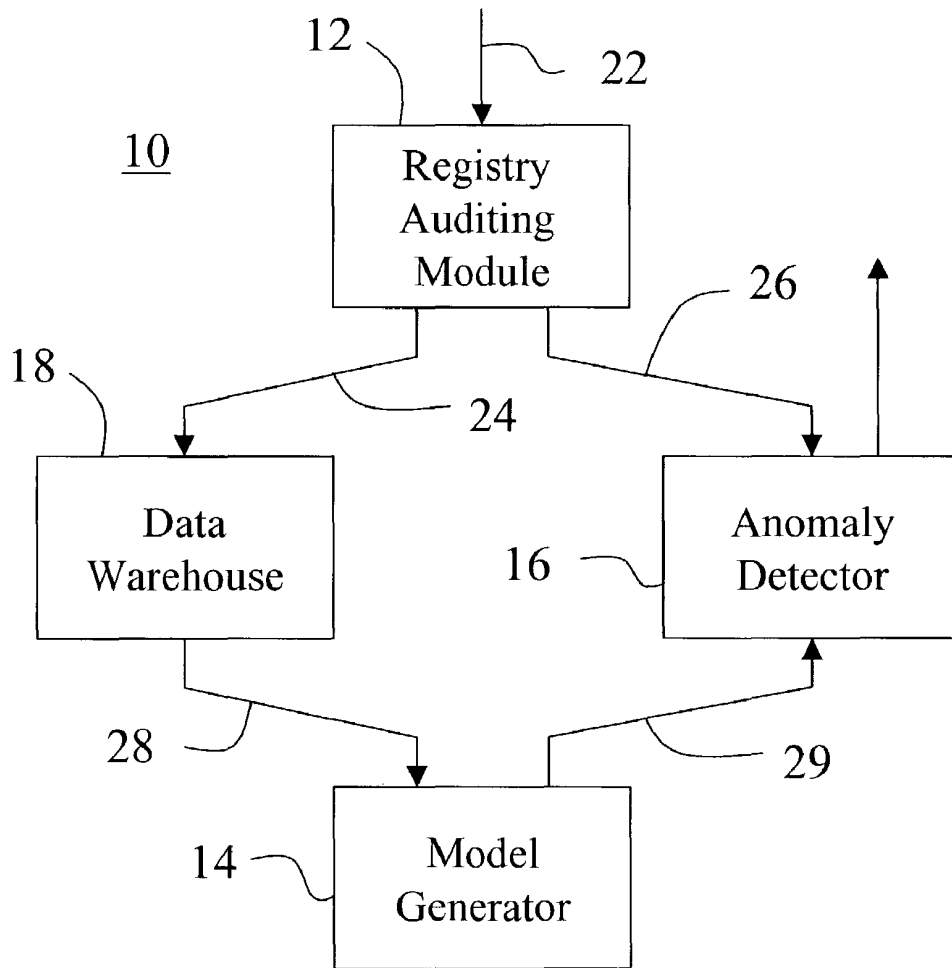 12
22
10
Registry
Auditing
Module
26
18
24
Data
Warehouse
16
Anomaly
Detector
28
29
14
Model
Generator